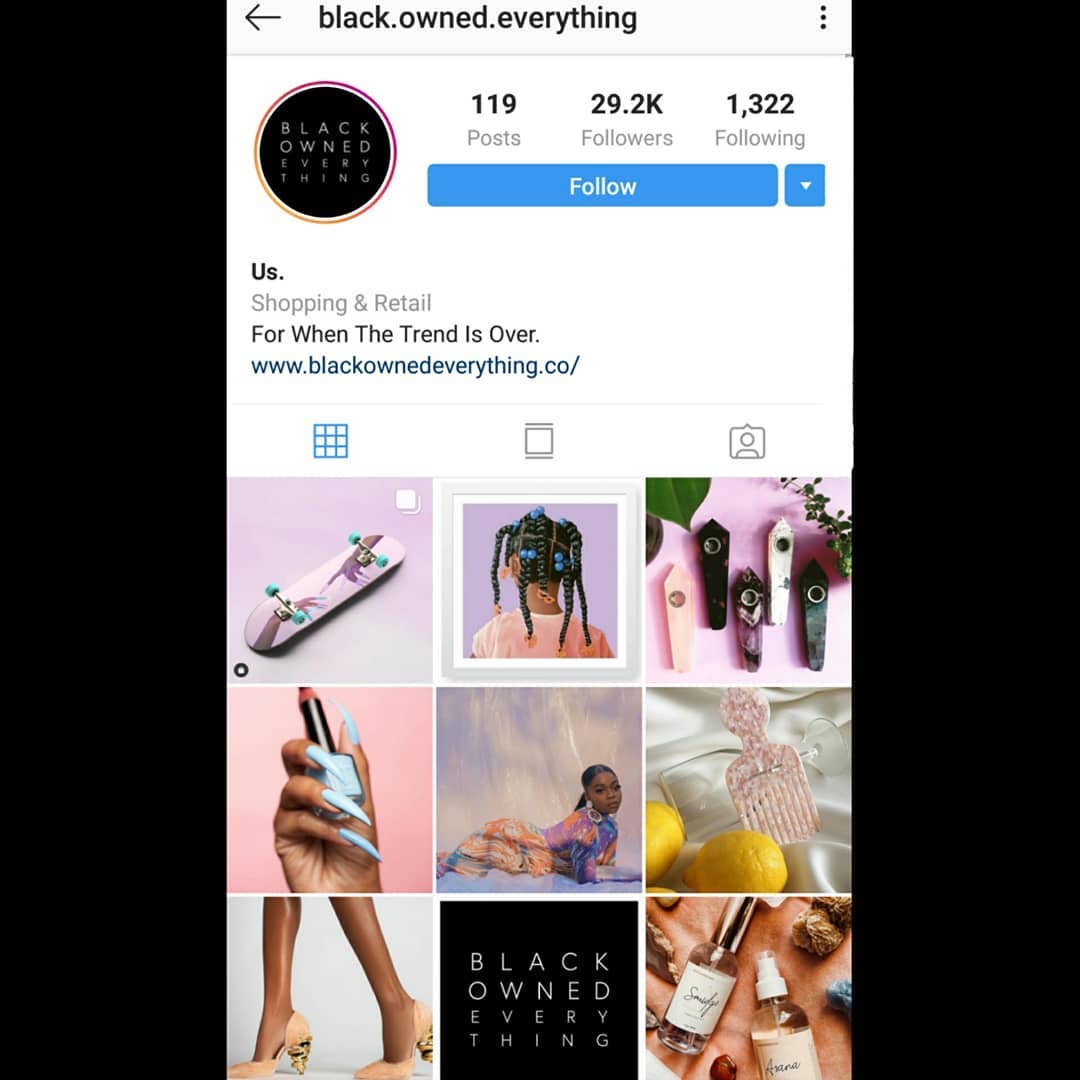 black.owned.everything
BLACK
OWNED
EVERY
THING
119
29.2K
1,322
Posts
Followers
Following
Follow
Us.
Shopping & Retail
For When The Trend Is Over.
www.blackownedeverything.co/
BLACK
OWNED
EVERY
THING
Smudge
Asana